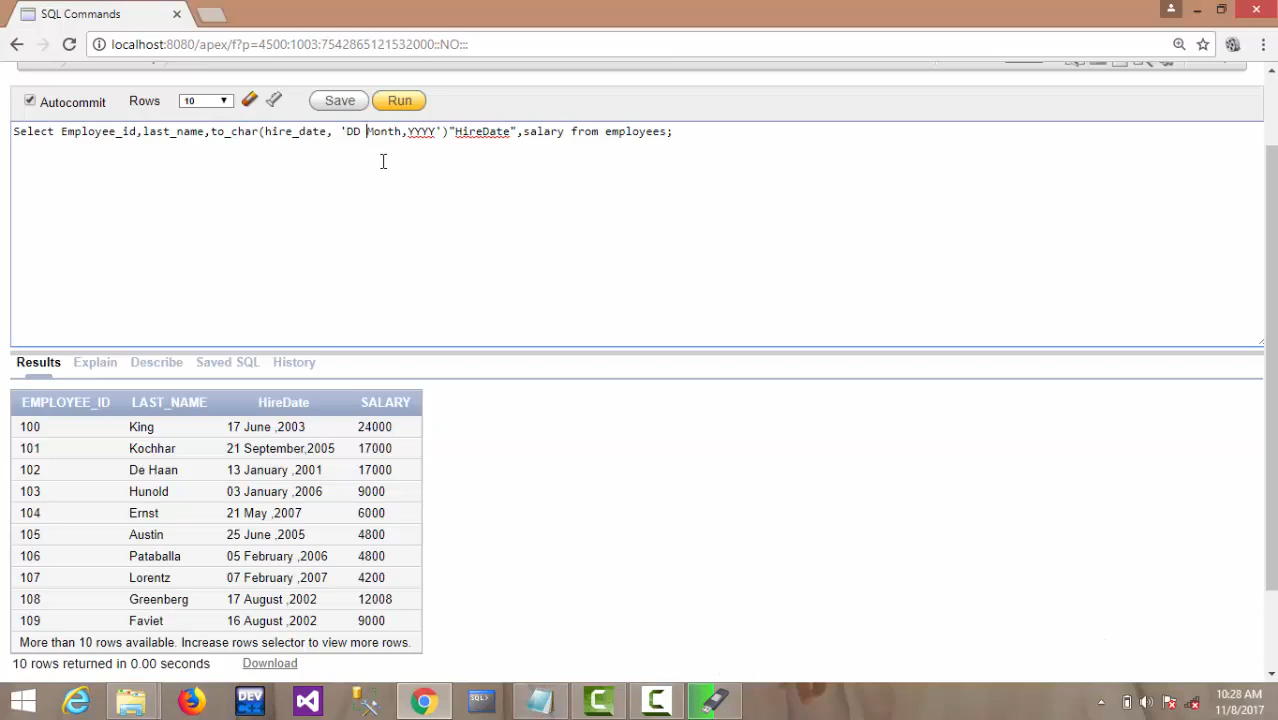 SQL Commands
localhost:8080/apex/f?p=4500:1003:7542865121532000::NO:::
Autocommit Rows 10 Save Run
Select Employee_id,last_name,to_char(hire_date, 'DD Month,YYYY')"HireDate",salary from employees;
Results Explain Describe Saved SQL History
EMPLOYEE_ID LAST_NAME HireDate SALARY
100 King 17 June ,2003 24000
101 Kochhar 21 September,2005 17000
102 De Haan 13 January ,2001 17000
103 Hunold 03 January ,2006 9000
104 Ernst 21 May ,2007 6000
105 Austin 25 June ,2005 4800
106 Pataballa 05 February ,2006 4800
107 Lorentz 07 February ,2007 4200
108 Greenberg 17 August ,2002 12008
109 Faviet 16 August ,2002 9000
More than 10 rows available. Increase rows selector to view more rows.
10 rows returned in 0.00 seconds Download
DEV
SQL>
10:28 AM
11/8/2017